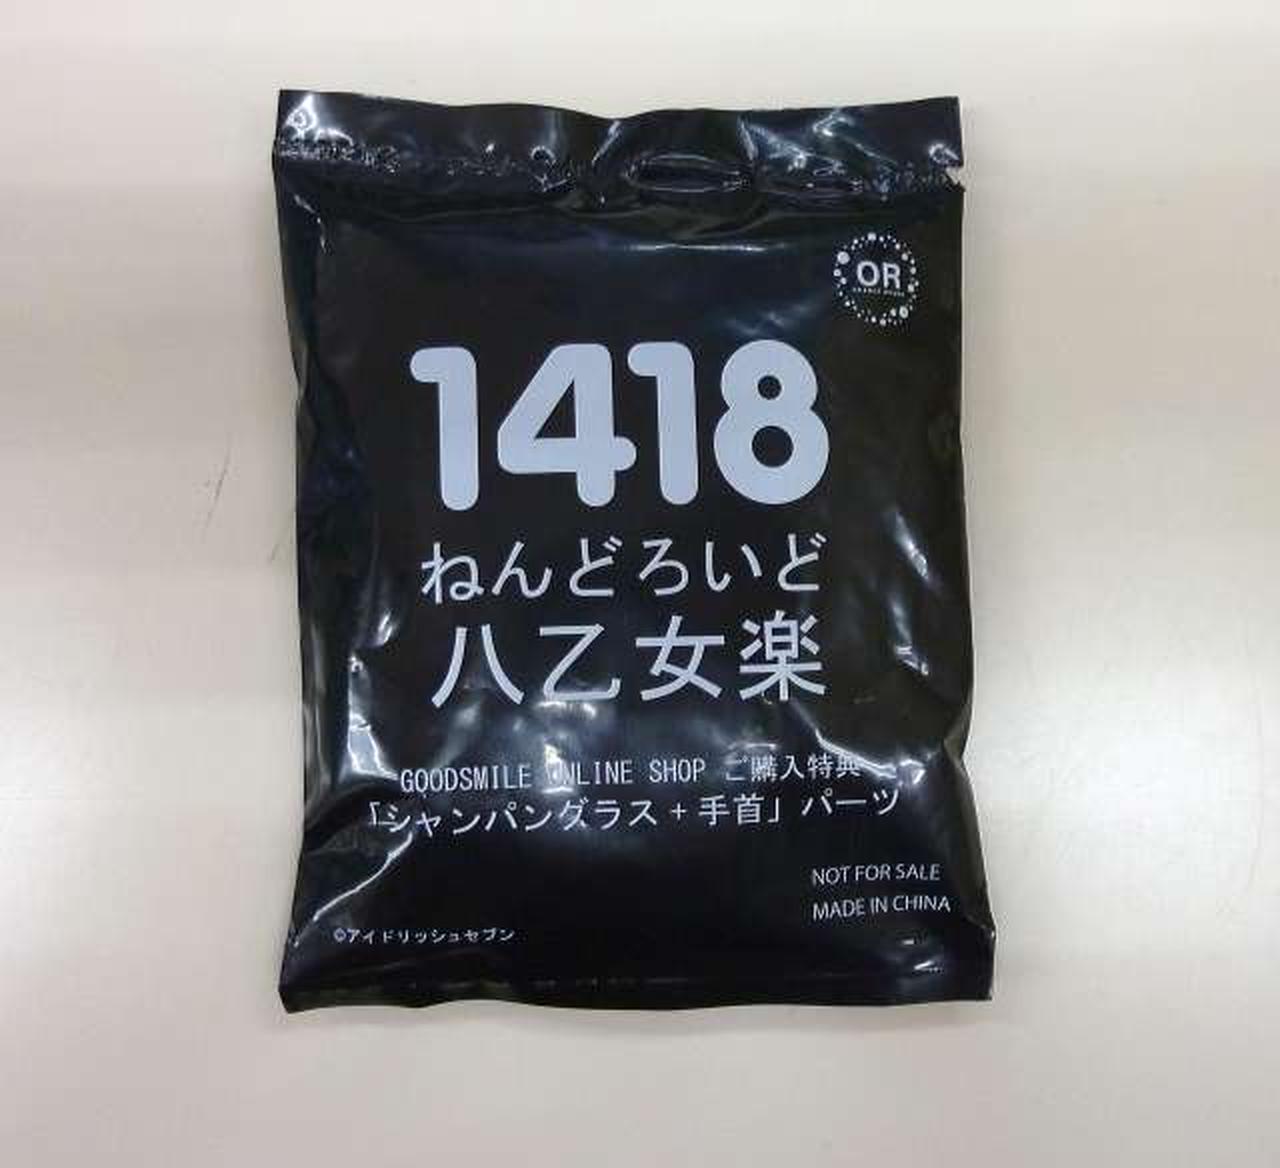 OR
1418
ねんどろいど
八乙女楽
GOODSMILE ONLINE SHOP ご購入特典
「シャンパングラス+手首」パーツ
NOT FOR SALE
MADE IN CHINA
©アイドリッシュセブン